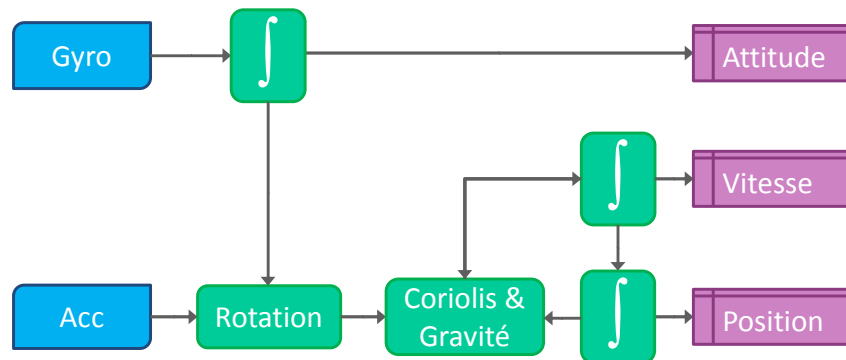 Gyro
∫
Attitude
∫
Vitesse
Acc
Rotation
Coriolis &
Gravité
∫
Position